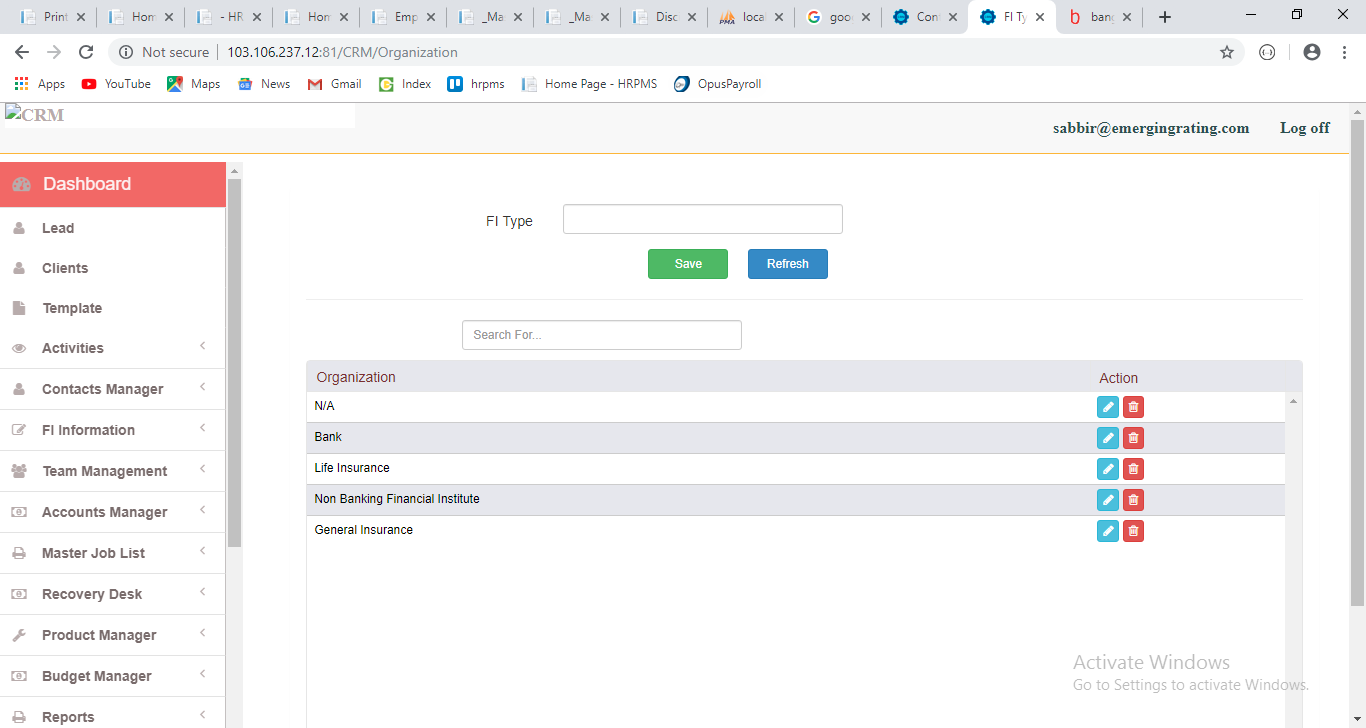 Print
Hom
- HR
Hom
Emp
_Ma
_Ma
Disc
PMA
loca
goo
Con
FI Ty
bang
Not secure
103.106.237.12:81/CRM/Organization
Apps
YouTube
Maps
News
Gmail
Index
hrpms
Home Page - HRPMS
OpusPayroll
CRM
sabbir@emergingrating.com
Log off
Dashboard
Lead
Clients
Template
Activities
Contacts Manager
FI Information
Team Management
Accounts Manager
Master Job List
Recovery Desk
Product Manager
Budget Manager
Reports
FI Type
Save
Refresh
Search For...
Organization
Action
N/A
Bank
Life Insurance
Non Banking Financial Institute
General Insurance
Activate Windows
Go to Settings to activate Windows.